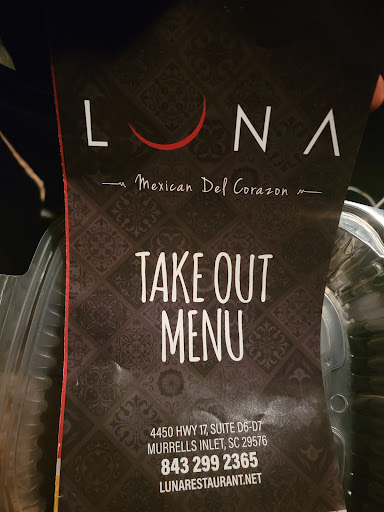 LUNA
Mexican Del Corazon
TAKE OUT
MENU
4450 HWY 17, SUITE D6-D7
MURRELLS INLET, SC 29576
843 299 2365
LUNARESTAURANT.NET